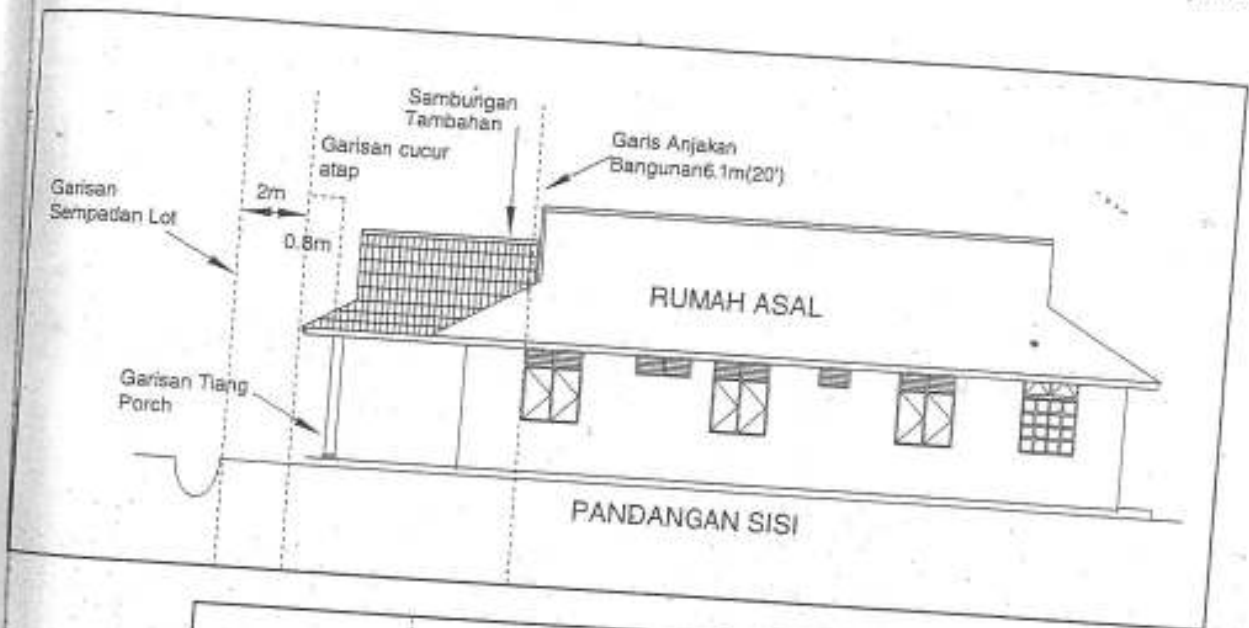 Sambungan
Tambahan
Garis Anjakan
Bangunan6.1m(20')
Garisan cucur
atap
Garisan
Sempadan Lot
2m
0.8m
RUMAH ASAL
Garisan Tiang
Porch
PANDANGAN SISI